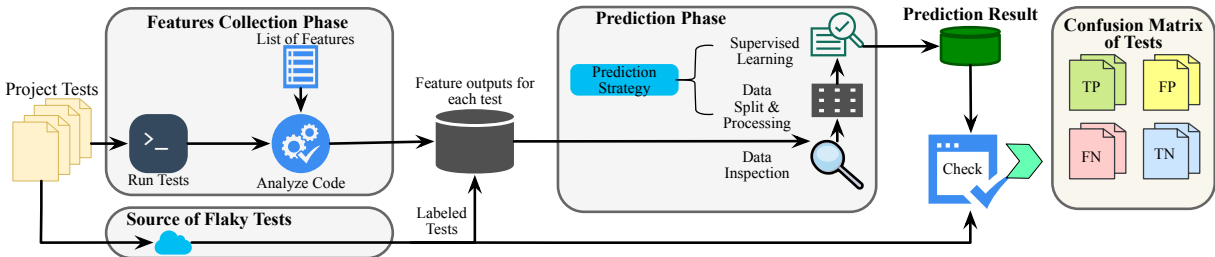 Features Collection Phase
List of Features
Project Tests
>_
Run Tests
Analyze Code
Source of Flaky Tests
Feature outputs for
each test
Labeled
Tests
Prediction Phase
Prediction
Strategy
Supervised
Learning
Data
Split &
Processing
Data
Inspection
Prediction Result
Check
Confusion Matrix
of Tests
TP
FP
FN
TN